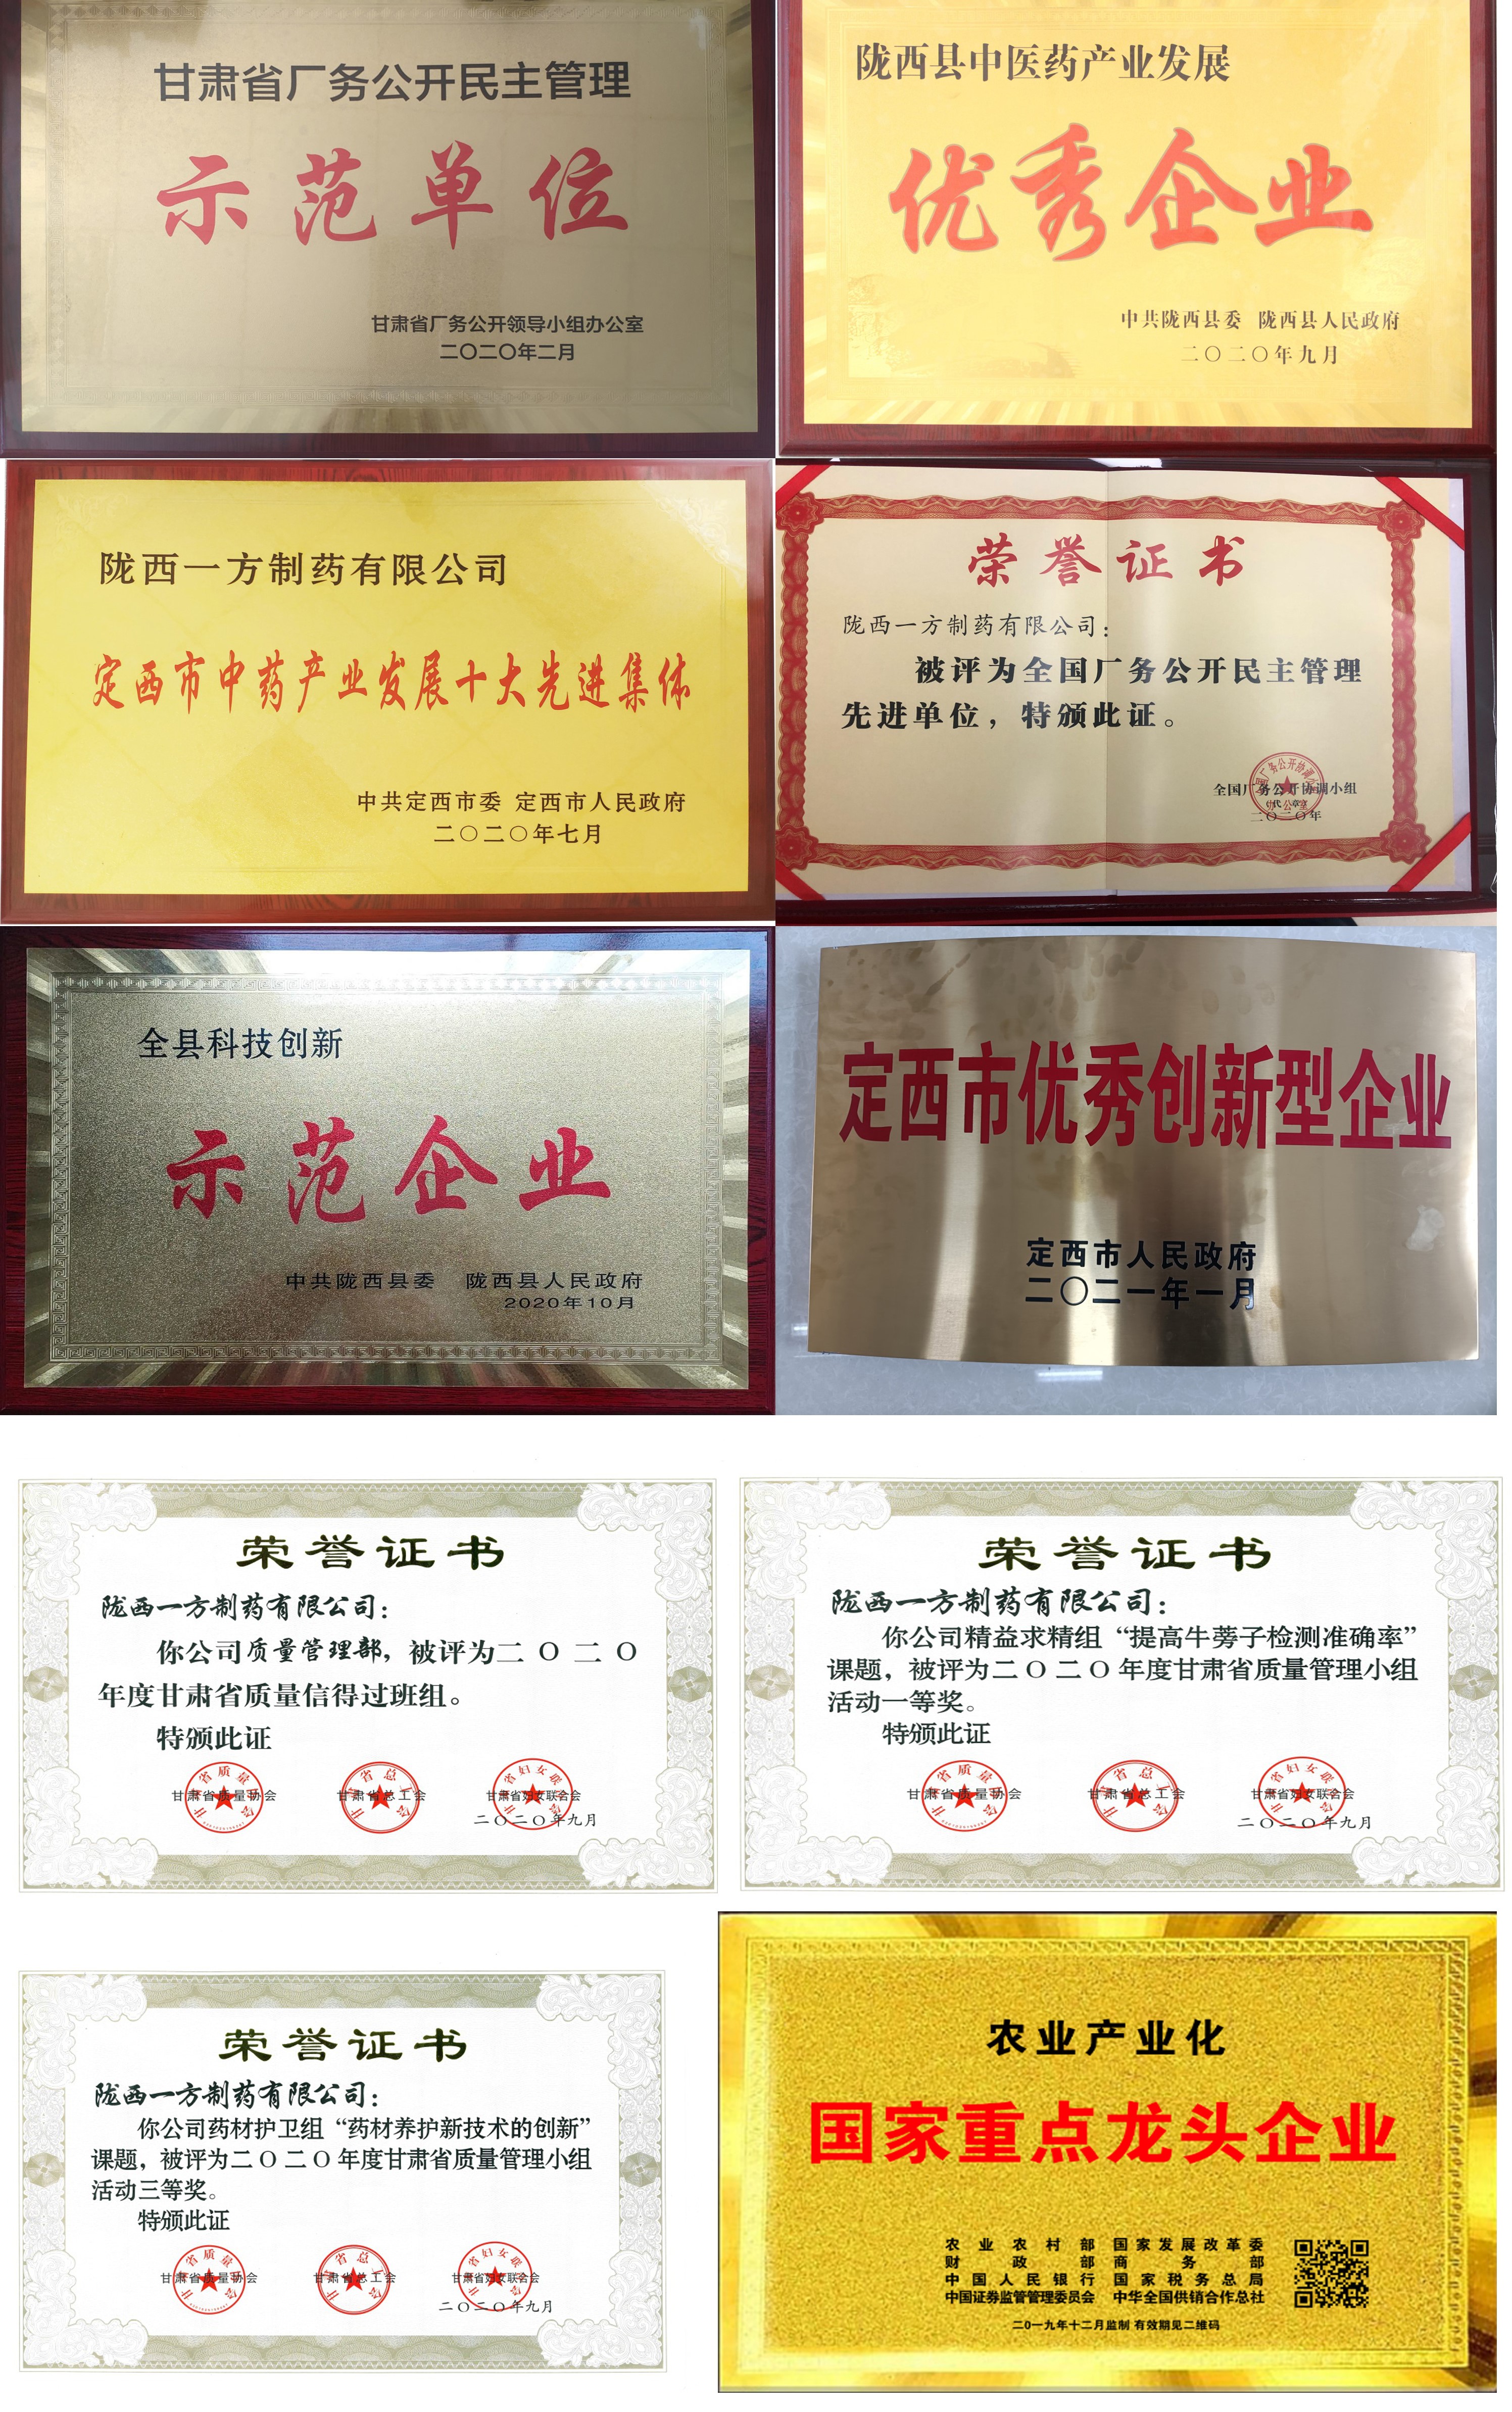 甘肃省厂务公开民主管理
示范单位
甘肃省厂务公开领导小组办公室
二〇二〇年二月
陇西县中医药产业发展
优秀企业
中共陇西县委 陇西县人民政府
二〇二〇年九月
陇西一方制药有限公司
定西市中药产业发展十大先进集体
中共定西市委 定西市人民政府
二〇二〇年七月
荣誉证书
陇西一方制药有限公司：
被评为全国厂务公开民主管理
先进单位，特颁此证。
全国厂务公开协调小组
二〇二〇年
全县科技创新
示范企业
中共陇西县委 陇西县人民政府
2020年10月
定西市优秀创新型企业
定西市人民政府
二〇二一年一月
荣誉证书
陇西一方制药有限公司：
你公司质量管理部，被评为二〇二〇
年度甘肃省质量信得过班组。
特颁此证
甘肃省质量协会 甘肃省总工会 甘肃省妇女联合会
二〇二〇年九月
荣誉证书
陇西一方制药有限公司：
你公司精益求精组“提高牛蒡子检测准确率”
课题，被评为二〇二〇年度甘肃省质量管理小组
活动一等奖。
特颁此证
甘肃省质量协会 甘肃省总工会 甘肃省妇女联合会
二〇二〇年九月
荣誉证书
陇西一方制药有限公司：
你公司药材护卫组“药材养护新技术的创新”
课题，被评为二〇二〇年度甘肃省质量管理小组
活动三等奖。
特颁此证
甘肃省质量协会 甘肃省总工会 甘肃省妇女联合会
二〇二〇年九月
农业产业化
国家重点龙头企业
农业农村部 国家发展改革委
财政部 商务部
中国人民银行 国家税务总局
中国证券监管管理委员会 中华全国供销合作总社
二0一九年十二月监制 有效期见二维码